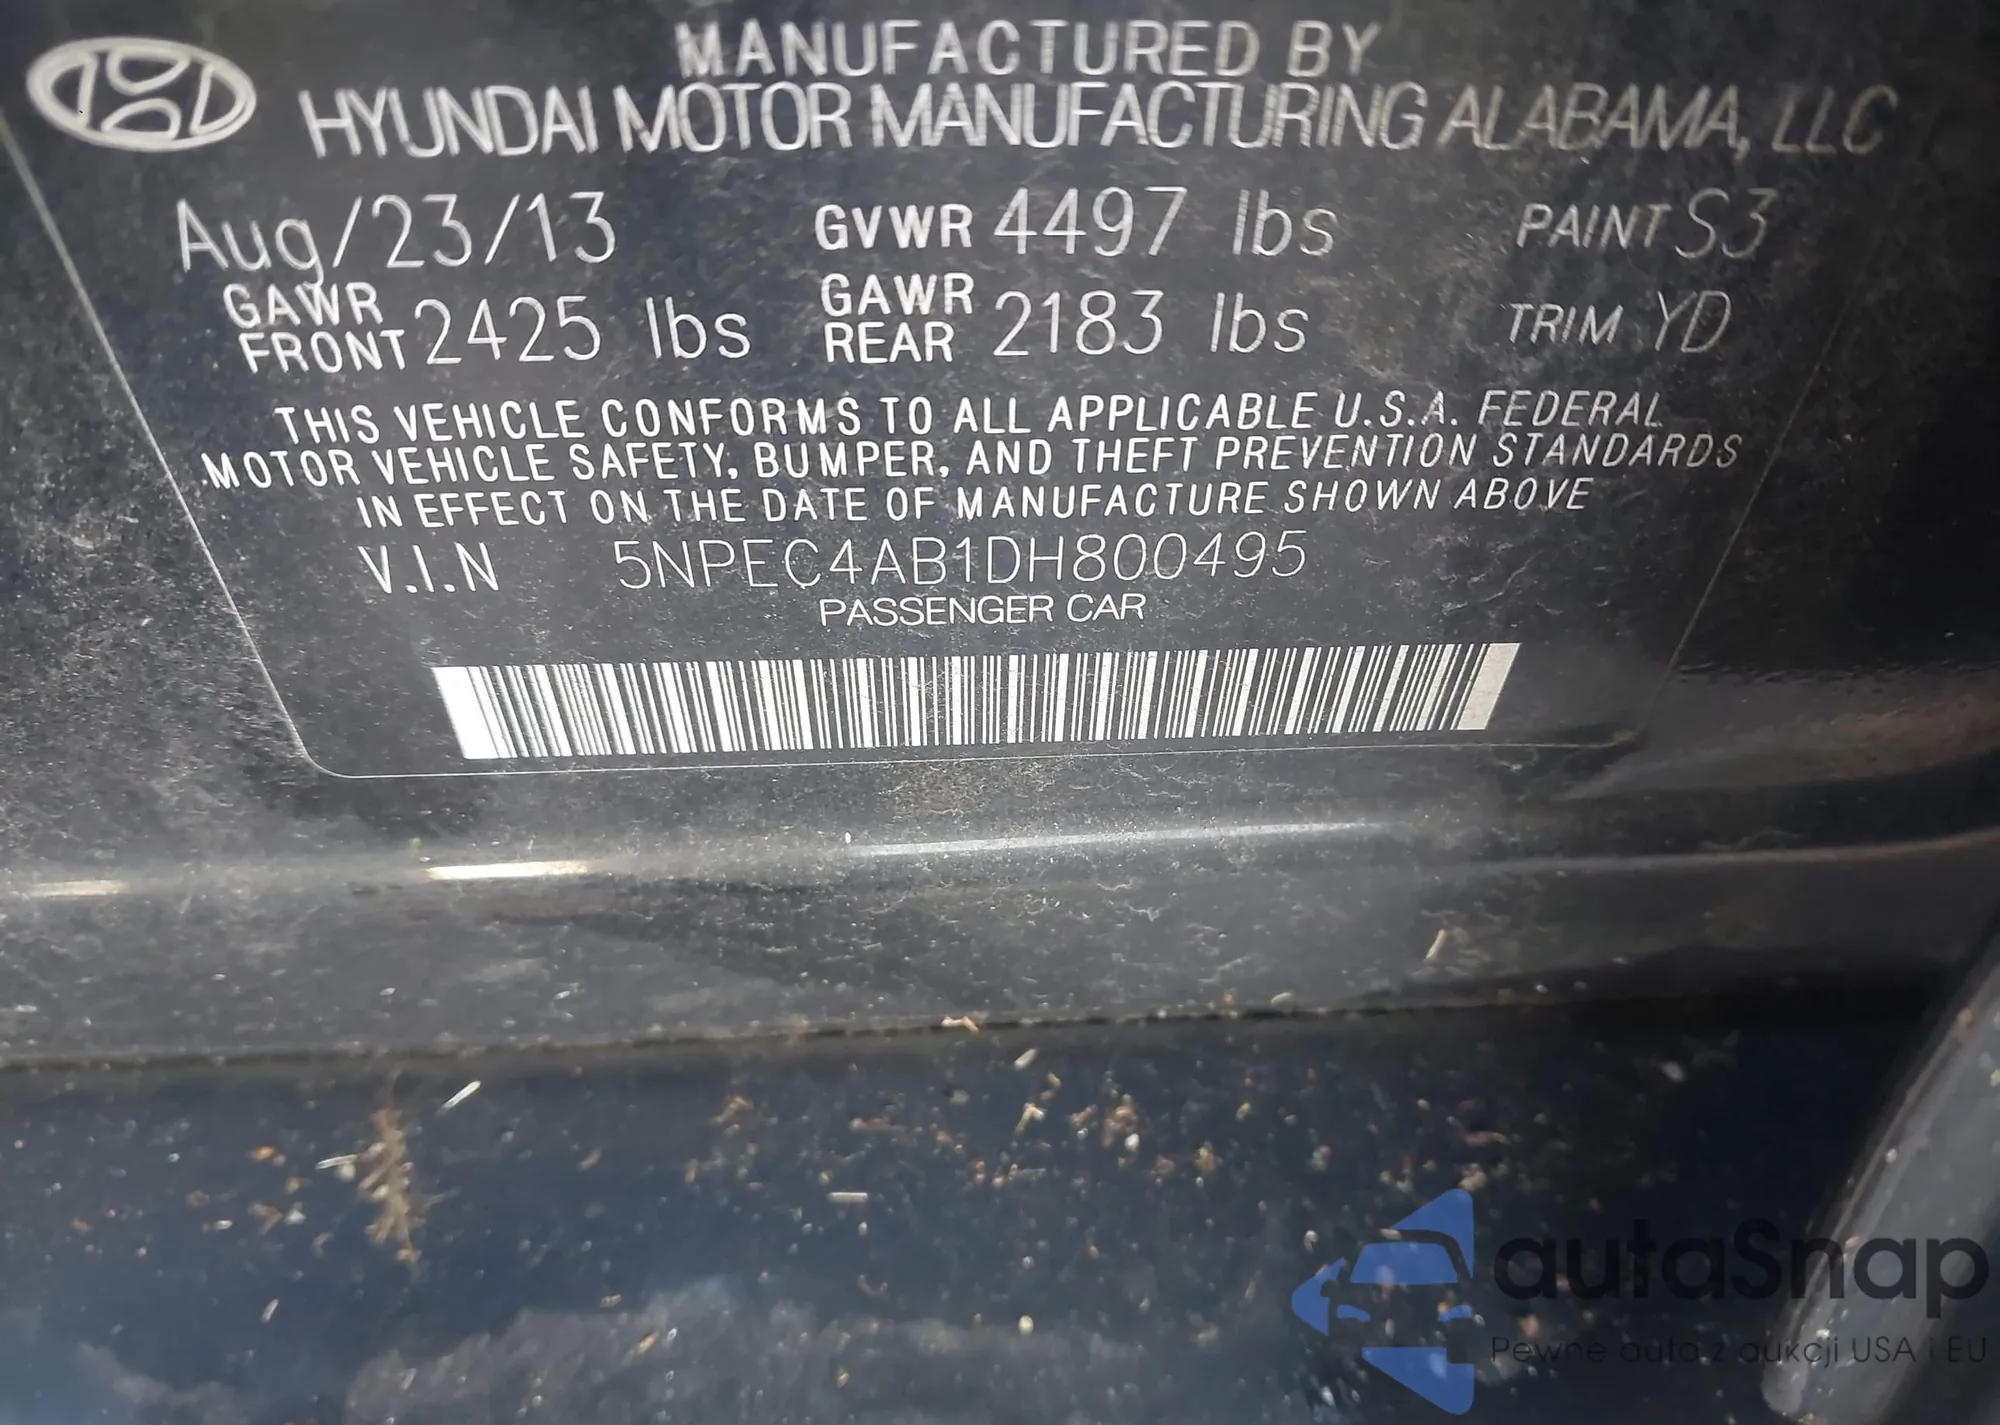 MANUFACTURED BY
HYUNDAI MOTOR MANUFACTURING ALABAMA, LLC
Aug/23/13 GVWR 4497 lbs PAINT S3
GAWR FRONT 2425 lbs GAWR REAR 2183 lbs TRIM YD
THIS VEHICLE CONFORMS TO ALL APPLICABLE U.S.A. FEDERAL
MOTOR VEHICLE SAFETY, BUMPER, AND THEFT PREVENTION STANDARDS
IN EFFECT ON THE DATE OF MANUFACTURE SHOWN ABOVE
V.I.N 5NPEC4AB1DH800495
PASSENGER CAR
autaSnap
Pewne auta z aukcji USA i EU